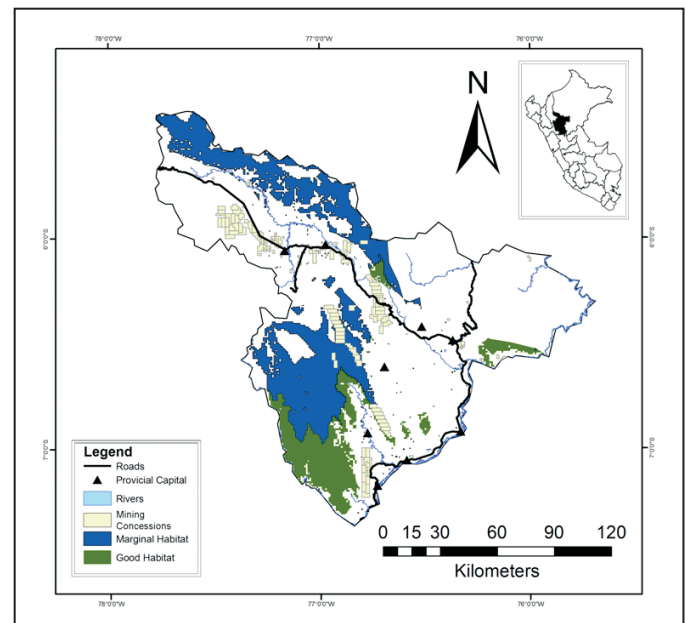 78°0'0"W 77°0'0"W 76°0'0"W
N
6°0'0"S 6°0'0"S
7°0'0"S 7°0'0"S
Legend
Roads
Provicial Capital
Rivers
Mining
Concessions
Marginal Habitat
Good Habitat
0 15 30 60 90 120
Kilometers
78°0'0"W 77°0'0"W 76°0'0"W